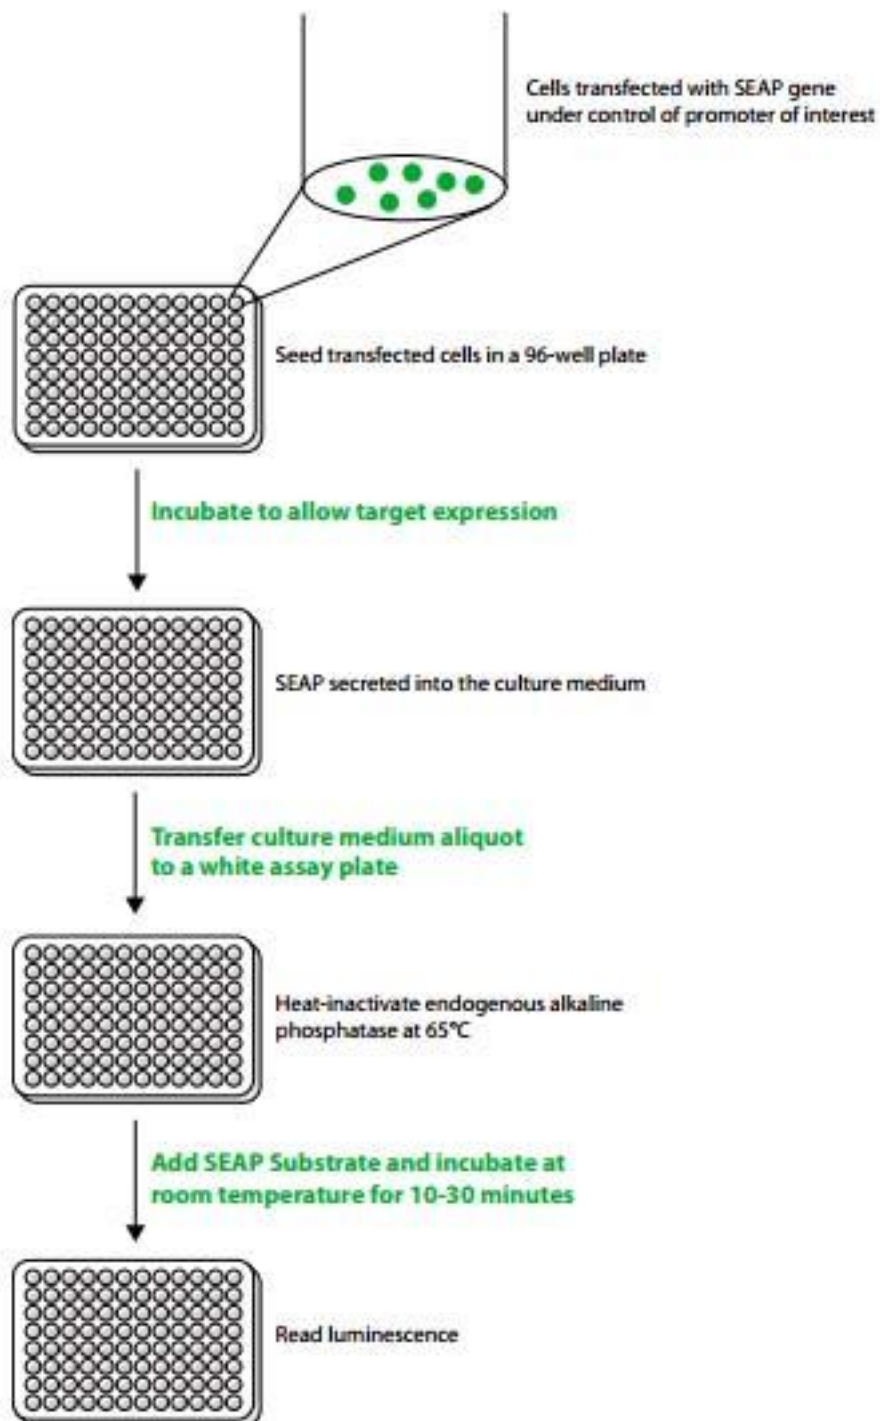 Cells transfected with SEAP gene
under control of promoter of interest
Seed transfected cells in a 96-well plate
Incubate to allow target expression
SEAP secreted into the culture medium
Transfer culture medium aliquot
to a white assay plate
Heat-inactivate endogenous alkaline
phosphatase at 65°C
Add SEAP Substrate and incubate at
room temperature for 10-30 minutes
Read luminescence